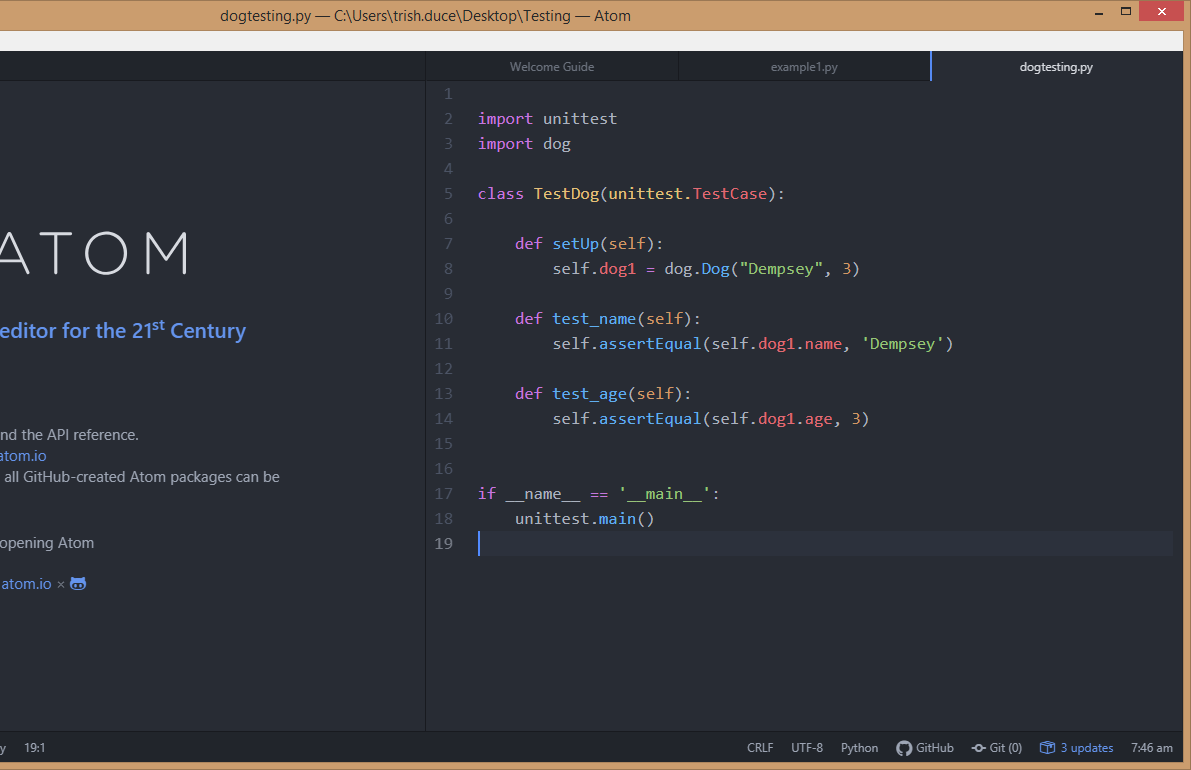 dogtesting.py — C:\Users\trish.duce\Desktop\Testing — Atom
Welcome Guide
example1.py
dogtesting.py
ATOM
editor for the 21st Century
nd the API reference.
atom.io
all GitHub-created Atom packages can be
opening Atom
atom.io ×
1
2 import unittest
3 import dog
4
5 class TestDog(unittest.TestCase):
6
7     def setUp(self):
8         self.dog1 = dog.Dog("Dempsey", 3)
9
10     def test_name(self):
11         self.assertEqual(self.dog1.name, 'Dempsey')
12
13     def test_age(self):
14         self.assertEqual(self.dog1.age, 3)
15
16
17 if __name__ == '__main__':
18     unittest.main()
19
y 19:1 CRLF UTF-8 Python GitHub Git (0) 3 updates 7:46 am